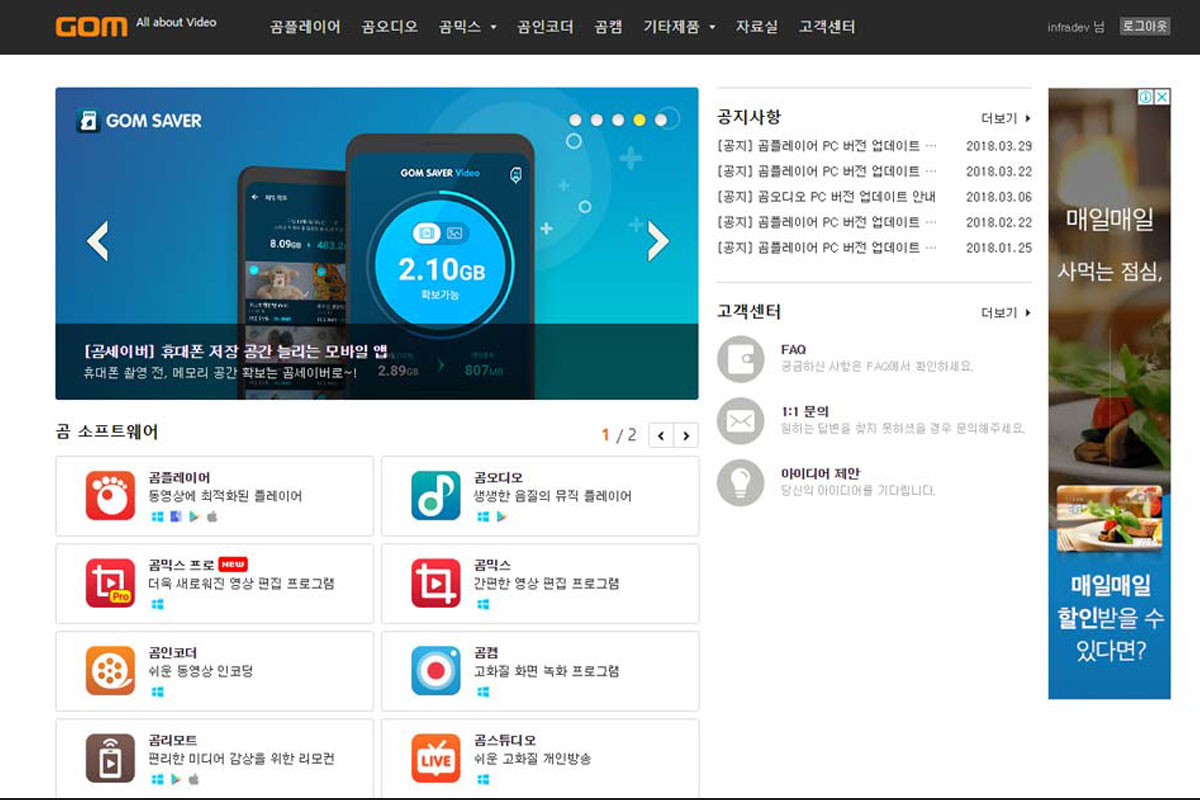 GOM All about Video 곰플레이어 곰오디오 곰믹스 곰인코더 곰캠 기타제품 자료실 고객센터 infradev 님 로그아웃
GOM SAVER
GOM SAVER Video
8.09GB
2.10GB
확보가능
2.89GB 807MB
[곰세이버] 휴대폰 저장 공간 늘리는 모바일 앱
휴대폰 촬영 전, 메모리 공간 확보는 곰세이버로~!
공지사항 더보기
[공지] 곰플레이어 PC 버전 업데이트 ··· 2018.03.29
[공지] 곰플레이어 PC 버전 업데이트 ··· 2018.03.22
[공지] 곰오디오 PC 버전 업데이트 안내 2018.03.06
[공지] 곰플레이어 PC 버전 업데이트 ··· 2018.02.22
[공지] 곰플레이어 PC 버전 업데이트 ··· 2018.01.25
고객센터 더보기
FAQ
궁금하신 사항은 FAQ에서 확인하세요.
1:1 문의
원하는 답변을 찾지 못하셨을 경우 문의해주세요.
아이디어 제안
당신의 아이디어를 기다립니다.
곰 소프트웨어 1 / 2
곰플레이어
동영상에 최적화된 플레이어
곰오디오
생생한 음질의 뮤직 플레이어
Pro
곰믹스 프로 NEW
더욱 새로워진 영상 편집 프로그램
곰믹스
간편한 영상 편집 프로그램
곰인코더
쉬운 동영상 인코딩
곰캠
고화질 화면 녹화 프로그램
곰리모트
편리한 미디어 감상을 위한 리모컨
LIVE
곰스튜디오
쉬운 고화질 개인방송
매일매일
사먹는 점심,
매일매일
할인받을 수
있다면?